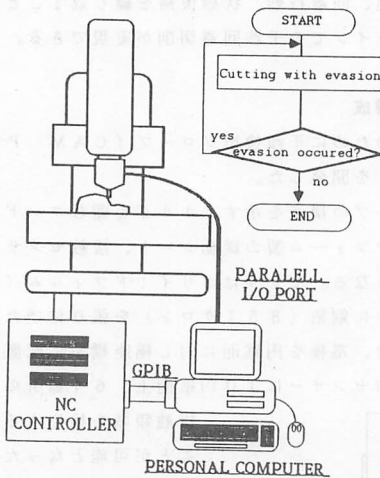 START
Cutting with evasion
yes
evasion occured?
no
END
PARALELL
I/O PORT
GPIB
NC
CONTROLLER
PERSONAL COMPUTER